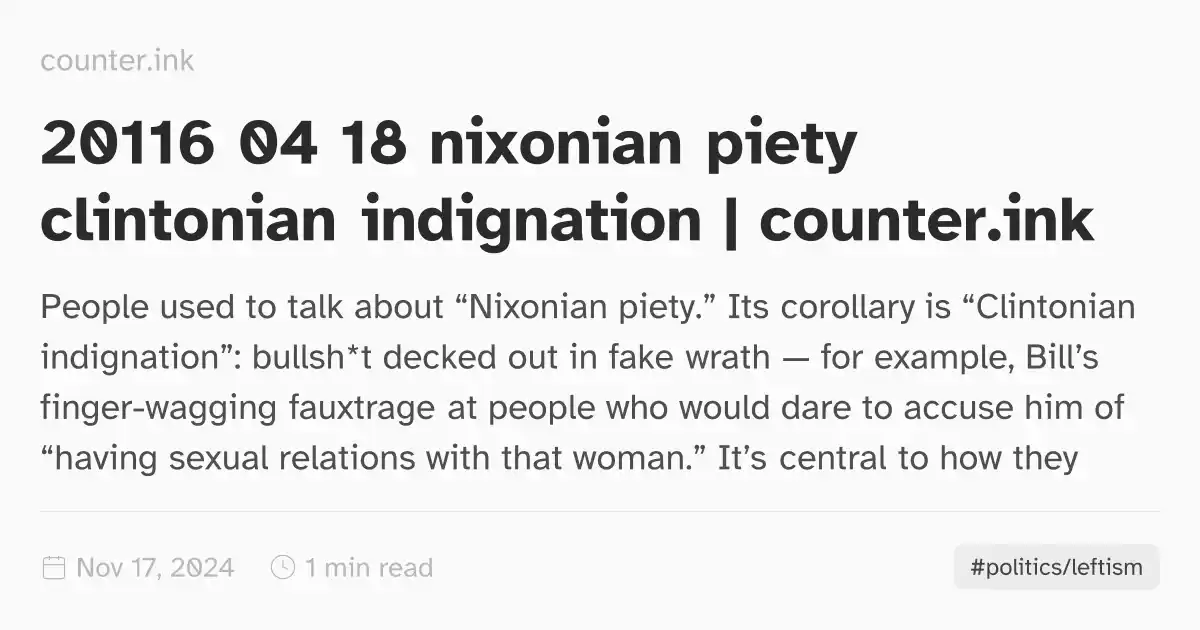 counter.ink
20116 04 18 nixonian piety
clintonian indignation | counter.ink
People used to talk about “Nixonian piety.” Its corollary is “Clintonian
indignation”: bullsh*t decked out in fake wrath — for example, Bill’s
finger-wagging fauxtrage at people who would dare to accuse him of
“having sexual relations with that woman.” It’s central to how they
Nov 17, 2024 1 min read #politics/leftism